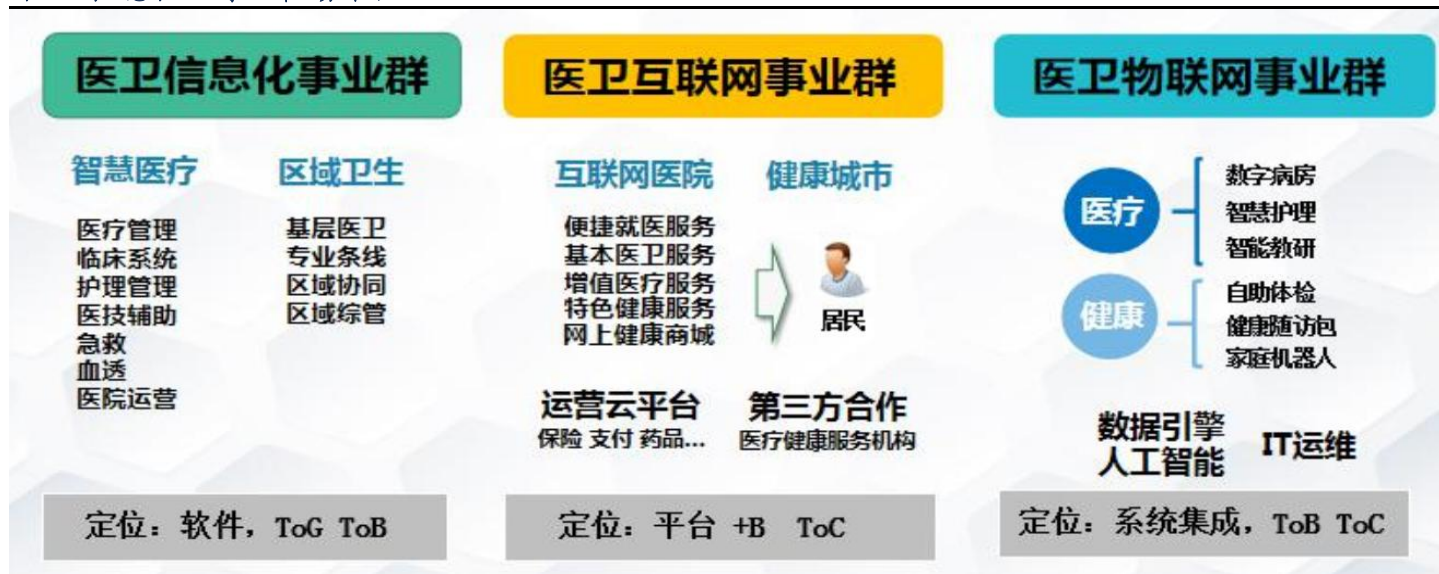 医卫信息化事业群
智慧医疗
医疗管理
临床系统
护理管理
医技辅助
急救
血透
医院运营
区域卫生
基层医卫
专业条线
区域协同
区域综管
定位：软件，ToG ToB
医卫互联网事业群
互联网医院
便捷就医服务
基本医卫服务
增值医疗服务
特色健康服务
网上健康商城
健康城市
居民
运营云平台
保险 支付 药品...
第三方合作
医疗健康服务机构
定位：平台 +B ToC
医卫物联网事业群
医疗
数字病房
智慧护理
智能教研
健康
自助体检
健康随访包
家庭机器人
数据引擎
人工智能
IT运维
定位：系统集成，ToB ToC